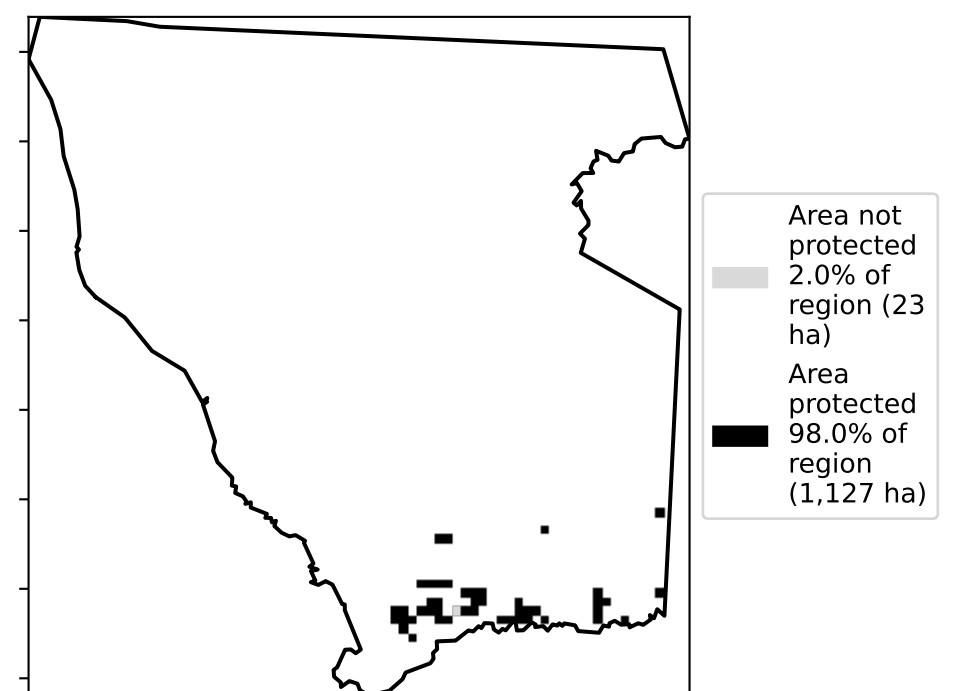 Area not
protected
2.0% of
region (23
ha)
Area
protected
98.0% of
region
(1,127 ha)